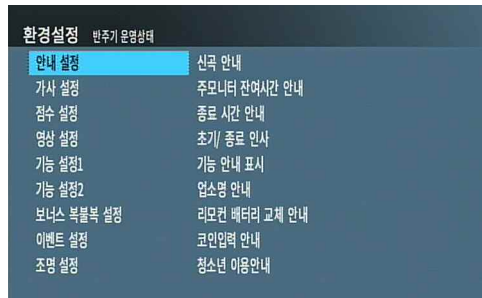 환경설정 반주기 운영상태
안내 설정 신곡 안내
가사 설정 주모니터 잔여시간 안내
점수 설정 종료 시간 안내
영상 설정 초기/ 종료 인사
기능 설정1 기능 안내 표시
기능 설정2 업소명 안내
보너스 복불복 설정 리모컨 배터리 교체 안내
이벤트 설정 코인입력 안내
조명 설정 청소년 이용안내